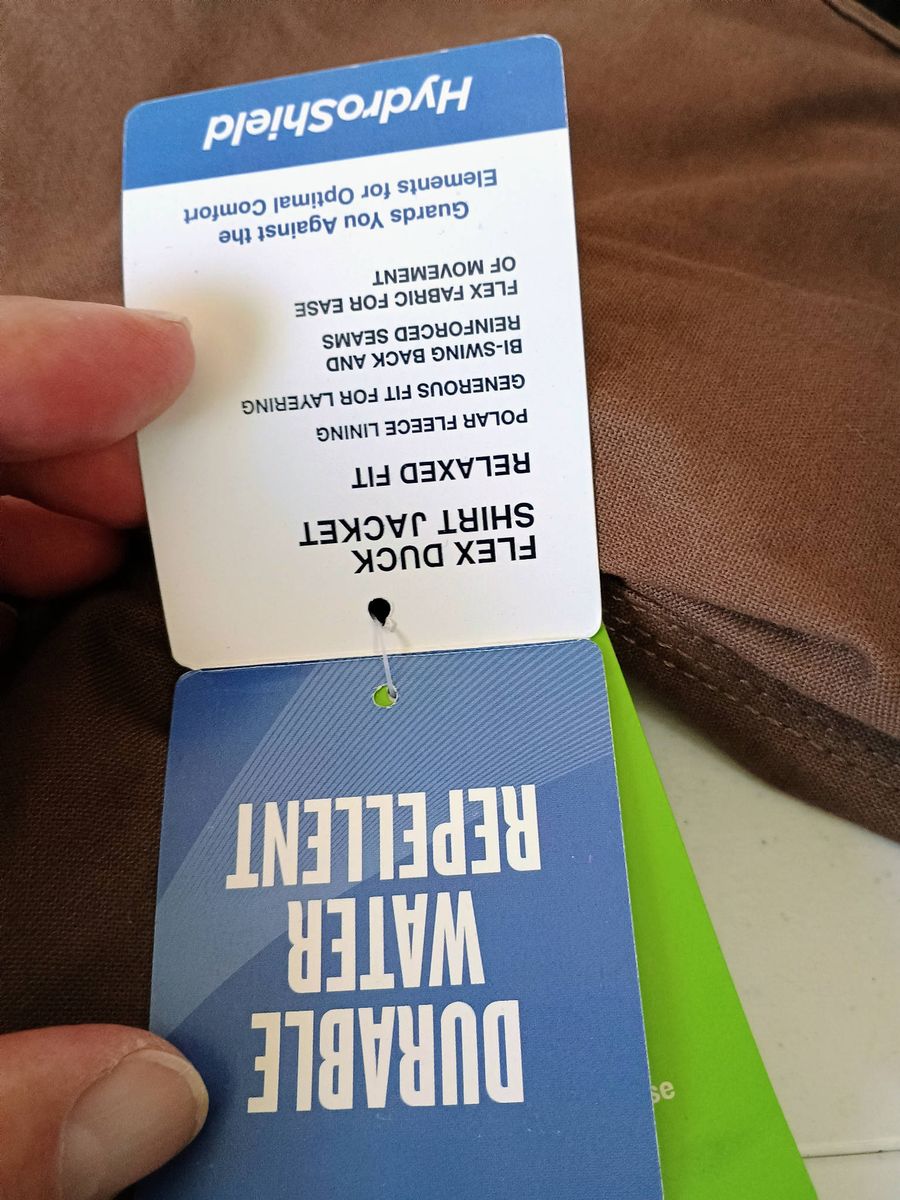 FLEX DUCK
SHIRT JACKET
RELAXED FIT
POLAR FLEECE LINING
GENEROUS FIT FOR LAYERING
BI-SWING BACK AND
REINFORCED SEAMS
FLEX FABRIC FOR EASE
OF MOVEMENT
Guards You Against the
Elements for Optimal Comfort
HydroShield
DURABLE
WATER
REPELLENT
se